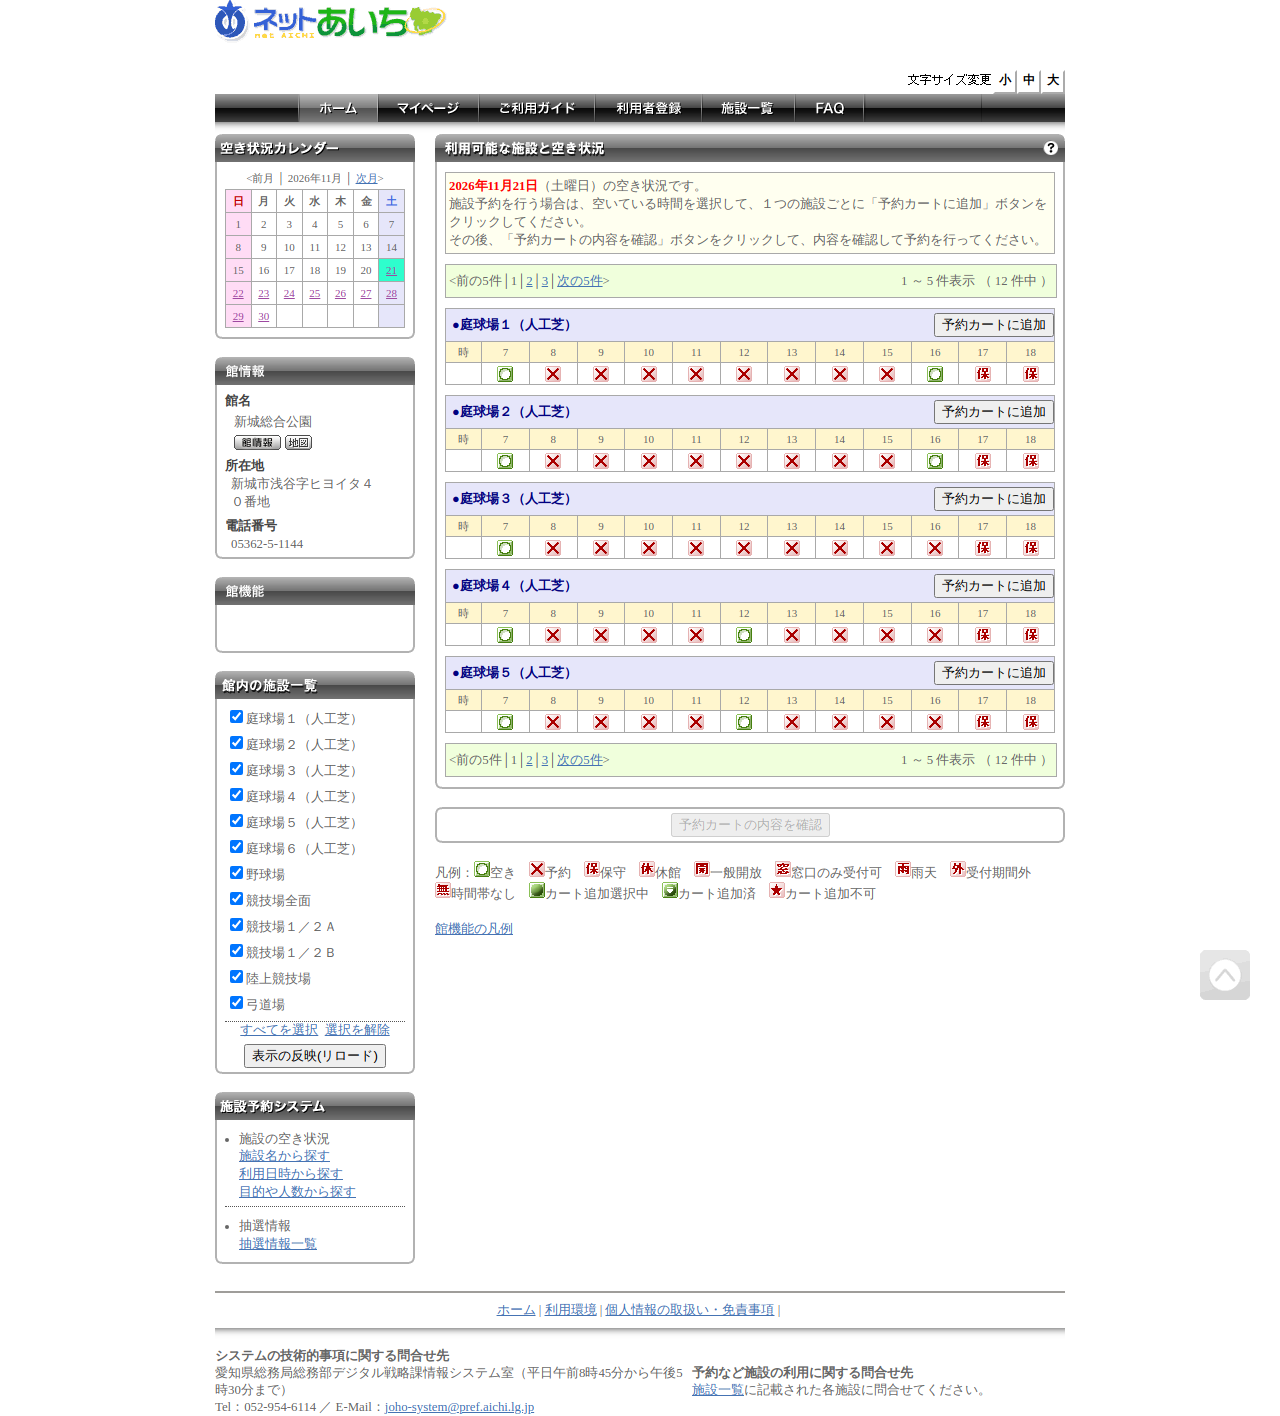 ネットあいち
N@T AICHI
文字サイズ変更 小 中 大
ホーム マイページ ご利用ガイド 利用者登録 施設一覧 FAQ
空き状況カレンダー
<前月 │ 2026年11月 │ 次月>
日 月 火 水 木 金 土
1 2 3 4 5 6 7
8 9 10 11 12 13 14
15 16 17 18 19 20 21
22 23 24 25 26 27 28
29 30
館情報
館名
新城総合公園
館情報 地図
所在地
新城市浅谷字ヒヨイタ4
0番地
電話番号
05362-5-1144
館機能
館内の施設一覧
庭球場1(人工芝)
庭球場2(人工芝)
庭球場3(人工芝)
庭球場4(人工芝)
庭球場5(人工芝)
庭球場6(人工芝)
野球場
競技場全面
競技場1/2A
競技場1/2B
陸上競技場
弓道場
すべてを選択 選択を解除
表示の反映(リロード)
施設予約システム
施設の空き状況
施設名から探す
利用日時から探す
目的や人数から探す
抽選情報
抽選情報一覧
利用可能な施設と空き状況 ?
2026年11月21日(土曜日)の空き状況です。
施設予約を行う場合は、空いている時間を選択して、1つの施設ごとに「予約カートに追加」ボタンを
クリックしてください。
その後、「予約カートの内容を確認」ボタンをクリックして、内容を確認して予約を行ってください。
<前の5件│1│2│3│次の5件> 1 ~ 5 件表示 ( 12 件中 )
●庭球場1(人工芝) 予約カートに追加
時 7 8 9 10 11 12 13 14 15 16 17 18
保 保
●庭球場2(人工芝) 予約カートに追加
時 7 8 9 10 11 12 13 14 15 16 17 18
保 保
●庭球場3(人工芝) 予約カートに追加
時 7 8 9 10 11 12 13 14 15 16 17 18
保 保
●庭球場4(人工芝) 予約カートに追加
時 7 8 9 10 11 12 13 14 15 16 17 18
保 保
●庭球場5(人工芝) 予約カートに追加
時 7 8 9 10 11 12 13 14 15 16 17 18
保 保
<前の5件│1│2│3│次の5件> 1 ~ 5 件表示 ( 12 件中 )
予約カートの内容を確認
凡例：空き 予約 保保守 休休館 開一般開放 窓窓口のみ受付可 雨雨天 外受付期間外
無時間帯なし カート追加選択中 カート追加済 カート追加不可
館機能の凡例
ホーム | 利用環境 | 個人情報の取扱い・免責事項 |
システムの技術的事項に関する問合せ先
愛知県総務局総務部デジタル戦略課情報システム室(平日午前8時45分から午後5
時30分まで)
Tel：052-954-6114 / E-Mail：joho-system@pref.aichi.lg.jp
予約など施設の利用に関する問合せ先
施設一覧に記載された各施設に問合せてください。